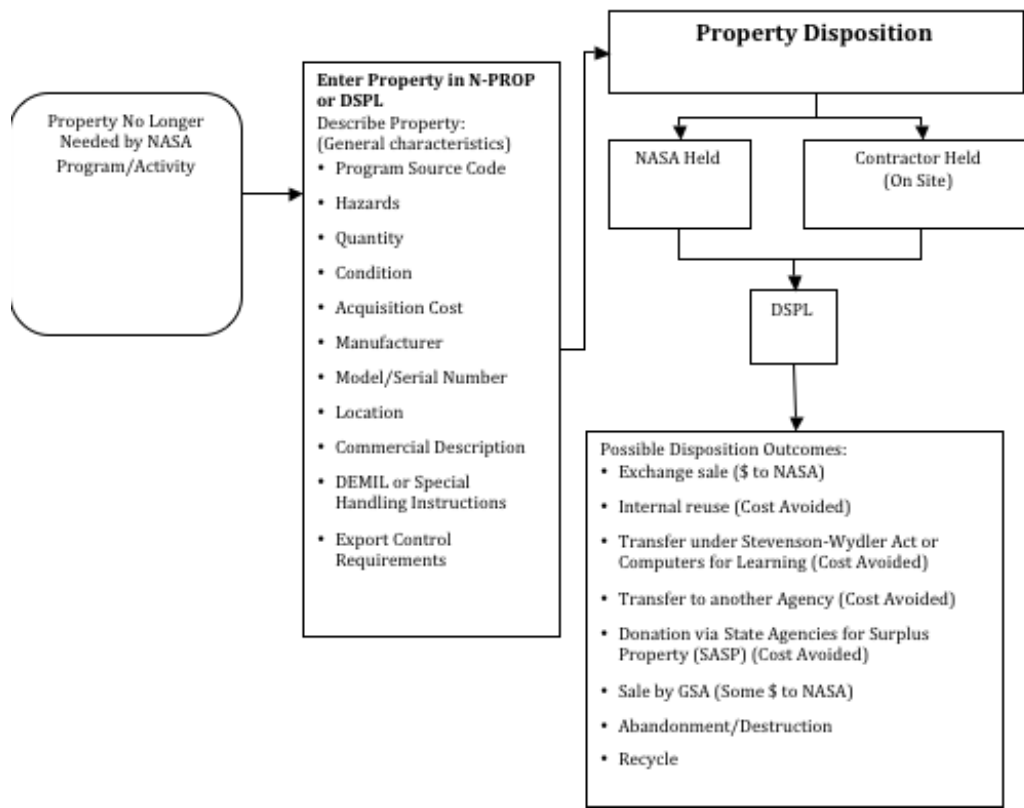 Property No Longer
Needed by NASA
Program/Activity
Enter Property in N-PROP
or DSPL
Describe Property:
(General characteristics)
• Program Source Code
• Hazards
• Quantity
• Condition
• Acquisition Cost
• Manufacturer
• Model/Serial Number
• Location
• Commercial Description
• DEMIL or Special
Handling Instructions
• Export Control
Requirements
Property Disposition
NASA Held
Contractor Held
(On Site)
DSPL
Possible Disposition Outcomes:
• Exchange sale ($ to NASA)
• Internal reuse (Cost Avoided)
• Transfer under Stevenson-Wydler Act or
Computers for Learning (Cost Avoided)
• Transfer to another Agency (Cost Avoided)
• Donation via State Agencies for Surplus
Property (SASP) (Cost Avoided)
• Sale by GSA (Some $ to NASA)
• Abandonment/Destruction
• Recycle